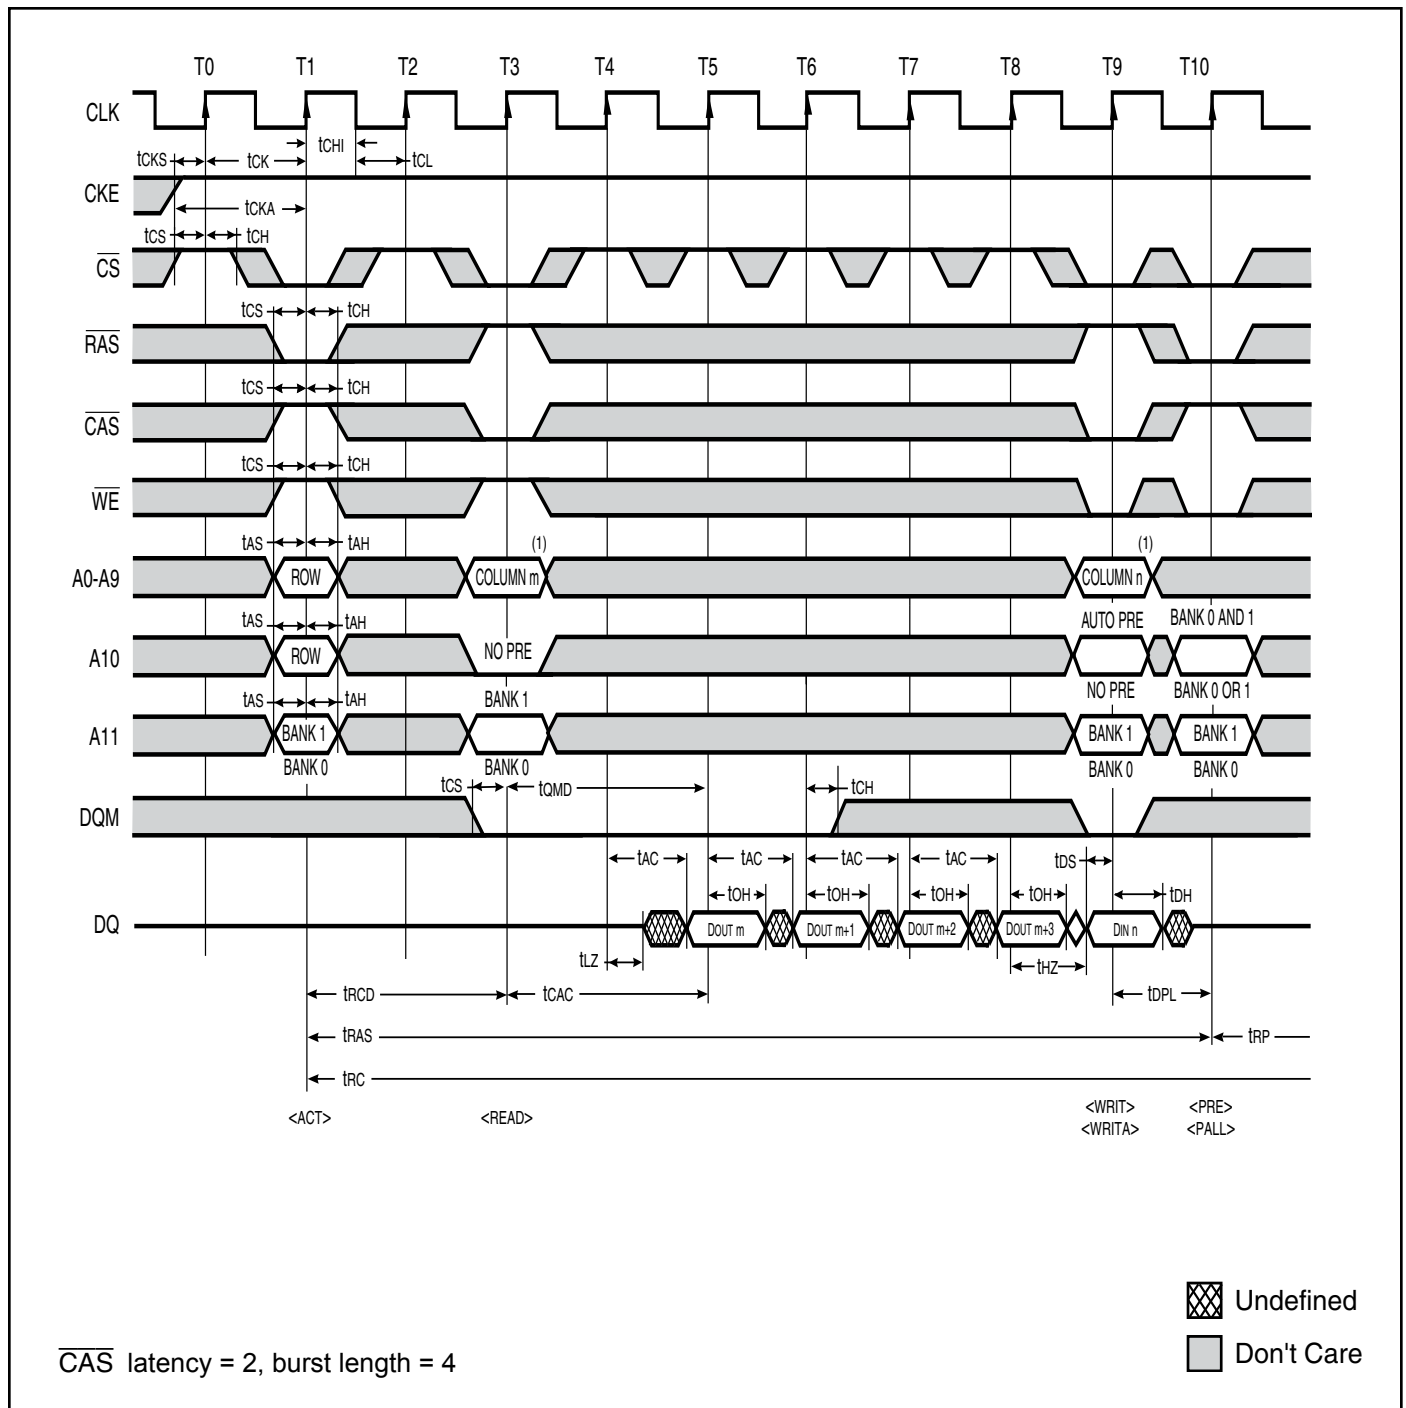 T0 T1 T2 T3 T4 T5 T6 T7 T8 T9 T10
CLK
tCHI
tCKS tCK tCL
CKE
tCKA
tCS tCH
CS
tCS tCH
RAS
tCS tCH
CAS
tCS tCH
WE
tAS tAH (1) (1)
A0-A9 ROW COLUMN m COLUMN n
tAS tAH AUTO PRE BANK 0 AND 1
A10 ROW NO PRE
tAS tAH BANK 1 NO PRE BANK 0 OR 1
A11 BANK 1 BANK 1 BANK 1
BANK 0 BANK 0 BANK 0 BANK 0
tCS tQMD tCH
DQM
tAC tAC tAC tAC tDS
tOH tOH tOH tOH tDH
DQ DOUT m DOUT m+1 DOUT m+2 DOUT m+3 DIN n
tLZ tHZ
tRCD tCAC tDPL
tRAS tRP
tRC
<ACT> <READ> <WRIT> <PRE>
<WRITA> <PALL>
Undefined
Don't Care
CAS latency = 2, burst length = 4